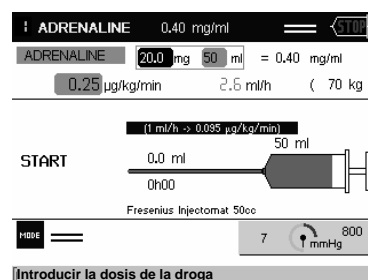 ADRENALINE 0.40 mg/ml STOP
ADRENALINE 20.0 mg 50 ml = 0.40 mg/ml
0.25 µg/kg/min 2.6 ml/h ( 70 kg
(1 ml/h -> 0.095 µg/kg/min)
50 ml
START 0.0 ml
0h00
Fresenius Injectomat 50cc
MODE 7 mmHg 800
Introducir la dosis de la droga